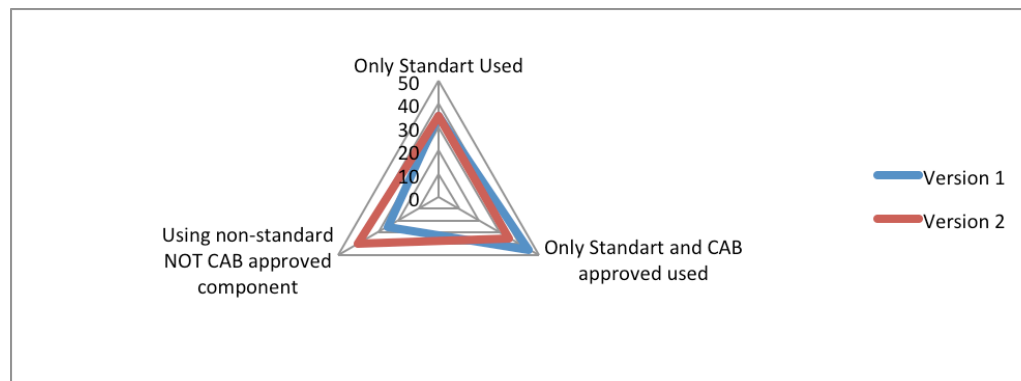 Only Standart Used
50
40
30
20
10
0
Using non-standard
NOT CAB approved
component
Only Standart and CAB
approved used
Version 1
Version 2